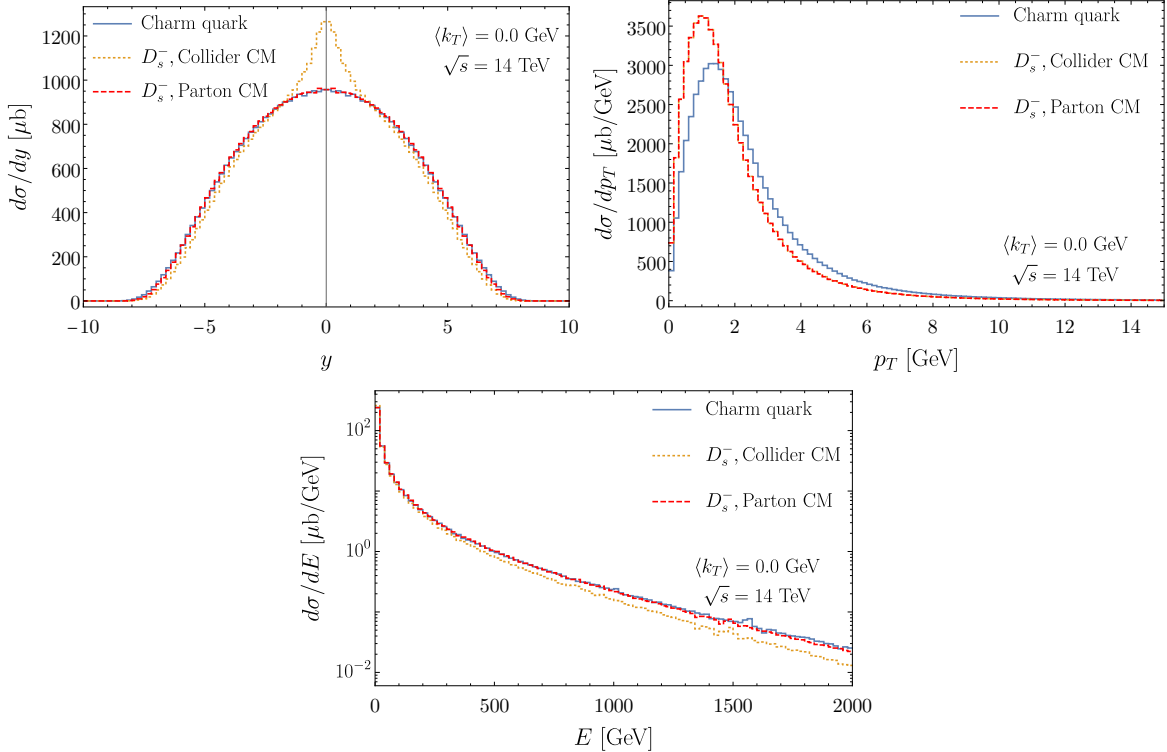 Charm quark
D_s^-, Collider CM
D_s^-, Parton CM
⟨k_T⟩ = 0.0 GeV
√s = 14 TeV
dσ/dy [μb]
1200
1000
800
600
400
200
0
−10 −5 0 5 10
y
Charm quark
D_s^-, Collider CM
D_s^-, Parton CM
⟨k_T⟩ = 0.0 GeV
√s = 14 TeV
dσ/dp_T [μb/GeV]
3500
3000
2500
2000
1500
1000
500
0
0 2 4 6 8 10 12 14
p_T [GeV]
Charm quark
D_s^-, Collider CM
D_s^-, Parton CM
⟨k_T⟩ = 0.0 GeV
√s = 14 TeV
dσ/dE [μb/GeV]
10^2
10^0
10^−2
0 500 1000 1500 2000
E [GeV]